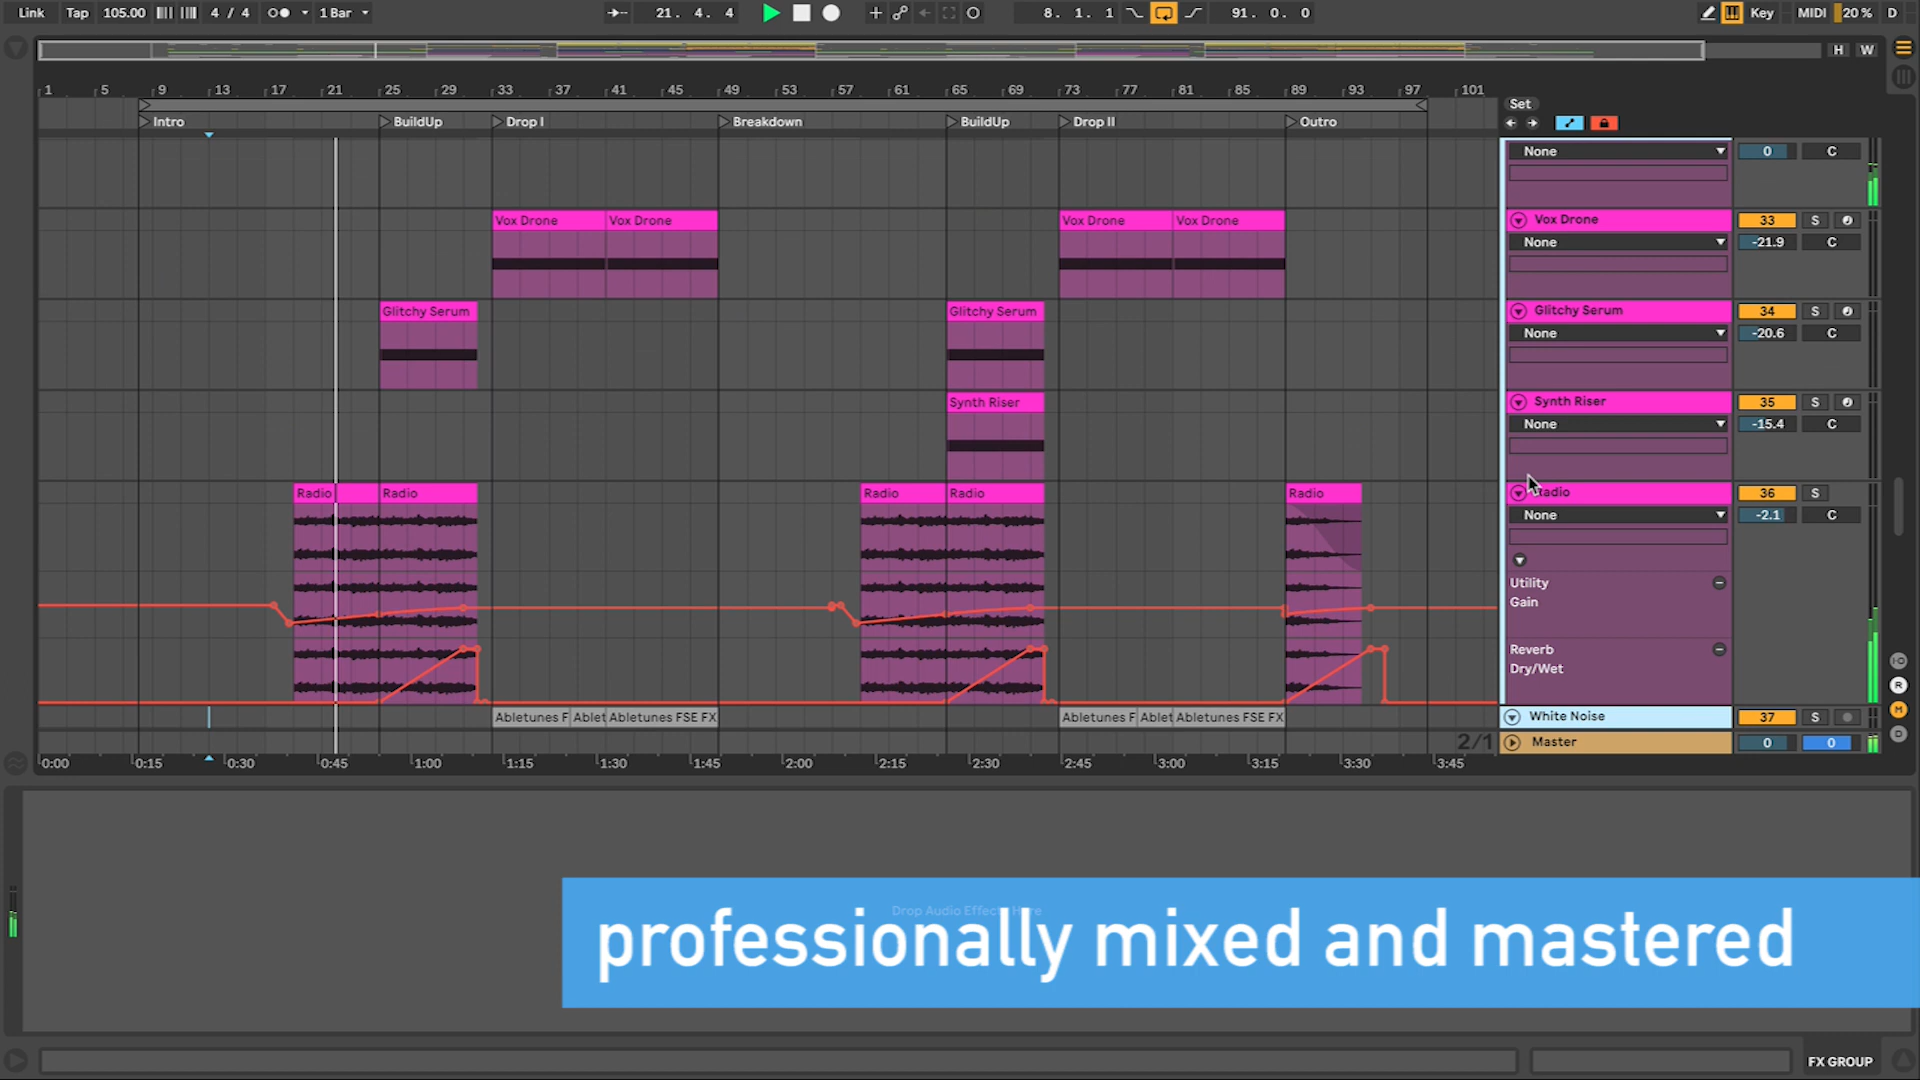 Link Tap 105.00 4 / 4 1 Bar 21. 4. 4 8. 1. 1 91. 0. 0 Key MIDI 20 % D
H W
1 5 9 13 17 21 25 29 33 37 41 45 49 53 57 61 65 69 73 77 81 85 89 93 97 101
Set
Intro BuildUp Drop I Breakdown BuildUp Drop II Outro
None 0 C
Vox Drone Vox Drone Vox Drone Vox Drone Vox Drone 33 S
None -21.9 C
Glitchy Serum Glitchy Serum Glitchy Serum 34 S
None -20.6 C
Synth Riser Synth Riser 35 S
None -15.4 C
Radio Radio Radio Radio Radio Radio 36 S
None -2.1 C
Utility
Gain
Reverb
Dry/Wet
I·O
R
M
D
Abletunes F Ablet Abletunes FSE FX Abletunes F Ablet Abletunes FSE FX White Noise 37 S
2/1 Master 0 0
0:00 0:15 0:30 0:45 1:00 1:15 1:30 1:45 2:00 2:15 2:30 2:45 3:00 3:15 3:30 3:45
Drop Audio Effects Here
professionally mixed and mastered
FX GROUP